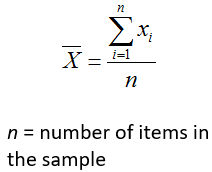 X̅ = ∑ᵢ₌₁ⁿ xᵢ / n
n = number of items in
the sample